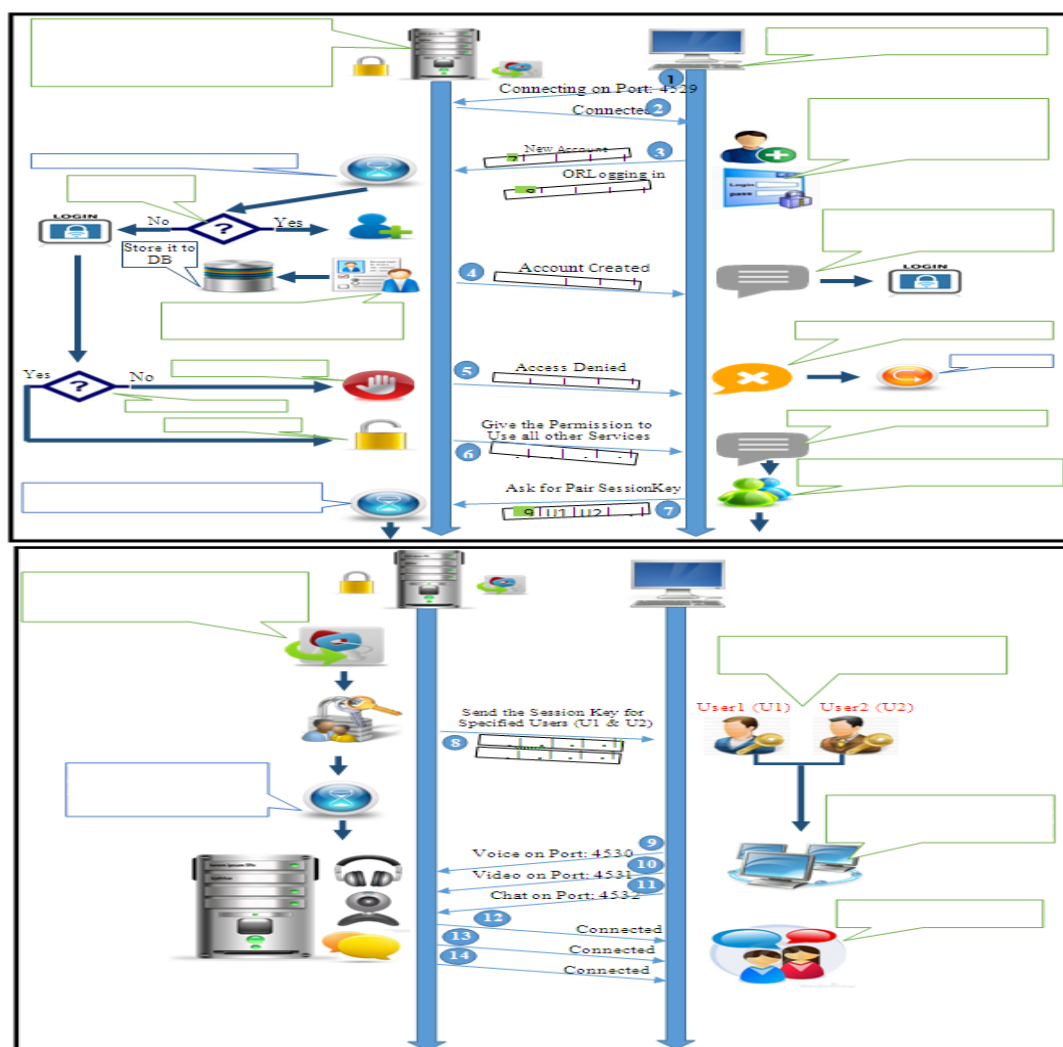 1
Connecting on Port: 4529
2
Connected
3
New Account
OR Logging in
LOGIN
No
?
Yes
Store it to
DB
4
Account Created
LOGIN
Yes
?
No
5
Access Denied
Give the Permission to
Use all other Services
6
Ask for Pair SessionKey
9 U1 U2
7
Send the Session Key for
Specified Users (U1 & U2)
8
User1 (U1)
User2 (U2)
9
Voice on Port: 4530
10
Video on Port: 4531
11
Chat on Port: 4532
12
Connected
13
Connected
14
Connected